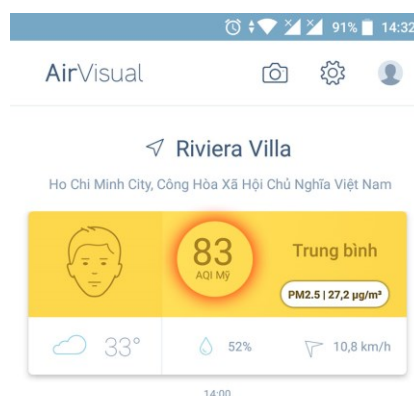 91% 14:32
AirVisual
Riviera Villa
Ho Chi Minh City, Công Hòa Xã Hội Chủ Nghĩa Việt Nam
83
AQI Mỹ
Trung bình
PM2.5 | 27,2 µg/m³
33° 52% 10,8 km/h
14:00